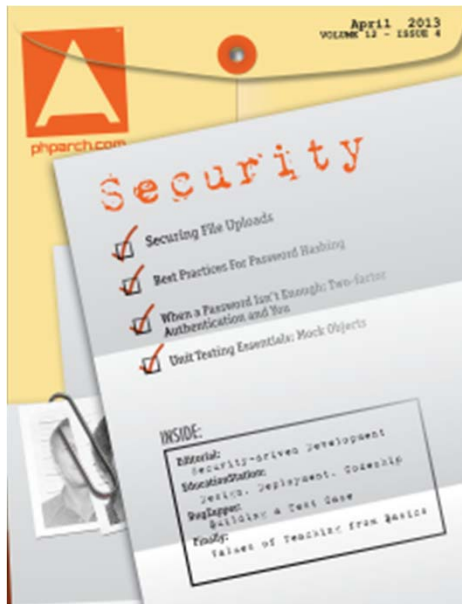 April 2013
VOLUME 12 - ISSUE 4
A
phparch.com
Security
Securing File Uploads
Best Practices For Password Hashing
When a Password Isn't Enough: Two-factor
Authentication and You
Unit Testing Essentials: Mock Objects
INSIDE:
Editorial:
Security-driven Development
EducationStation:
Design, Deployment, Codeship
BugZapper:
Building a Test Case
Finally:
Values of Teaching from Basics